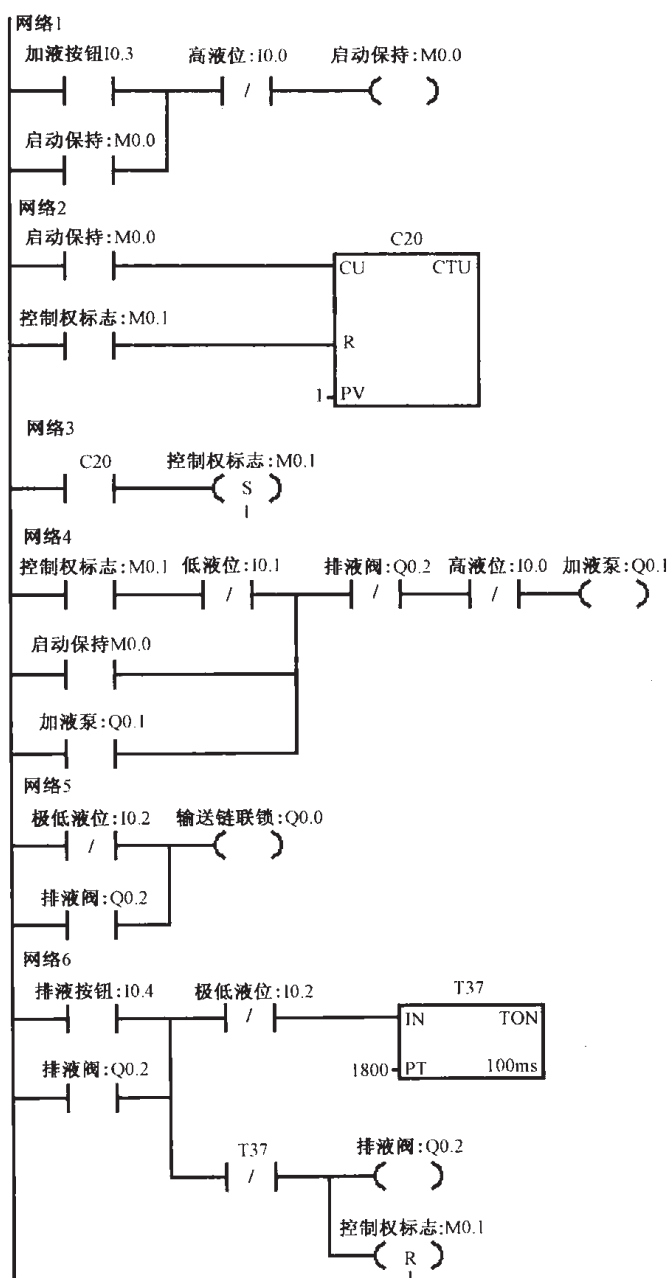 网络1
加液按钮I0.3 高液位:I0.0 启动保持:M0.0
/
启动保持:M0.0
网络2
启动保持:M0.0 C20
CU CTU
控制权标志:M0.1
R
1 PV
网络3
C20 控制权标志:M0.1
S
1
网络4
控制权标志:M0.1 低液位:I0.1 排液阀:Q0.2 高液位:I0.0 加液泵:Q0.1
/ / /
启动保持M0.0
加液泵:Q0.1
网络5
极低液位:I0.2 输送链联锁:Q0.0
/
排液阀:Q0.2
网络6
排液按钮:I0.4 极低液位:I0.2 T37
/ IN TON
排液阀:Q0.2 1800 PT 100ms
T37 排液阀:Q0.2
/
控制权标志:M0.1
R
1